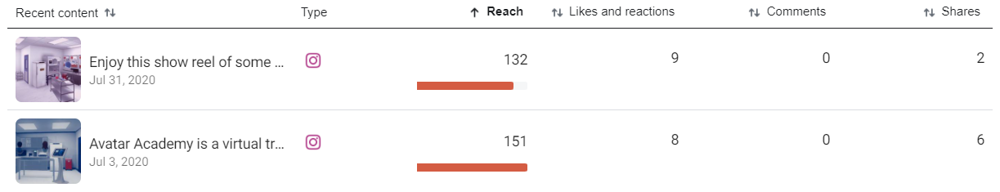 Recent content Type Reach Likes and reactions Comments Shares
Enjoy this show reel of some ... 132 9 0 2
Jul 31, 2020
Avatar Academy is a virtual tr... 151 8 0 6
Jul 3, 2020